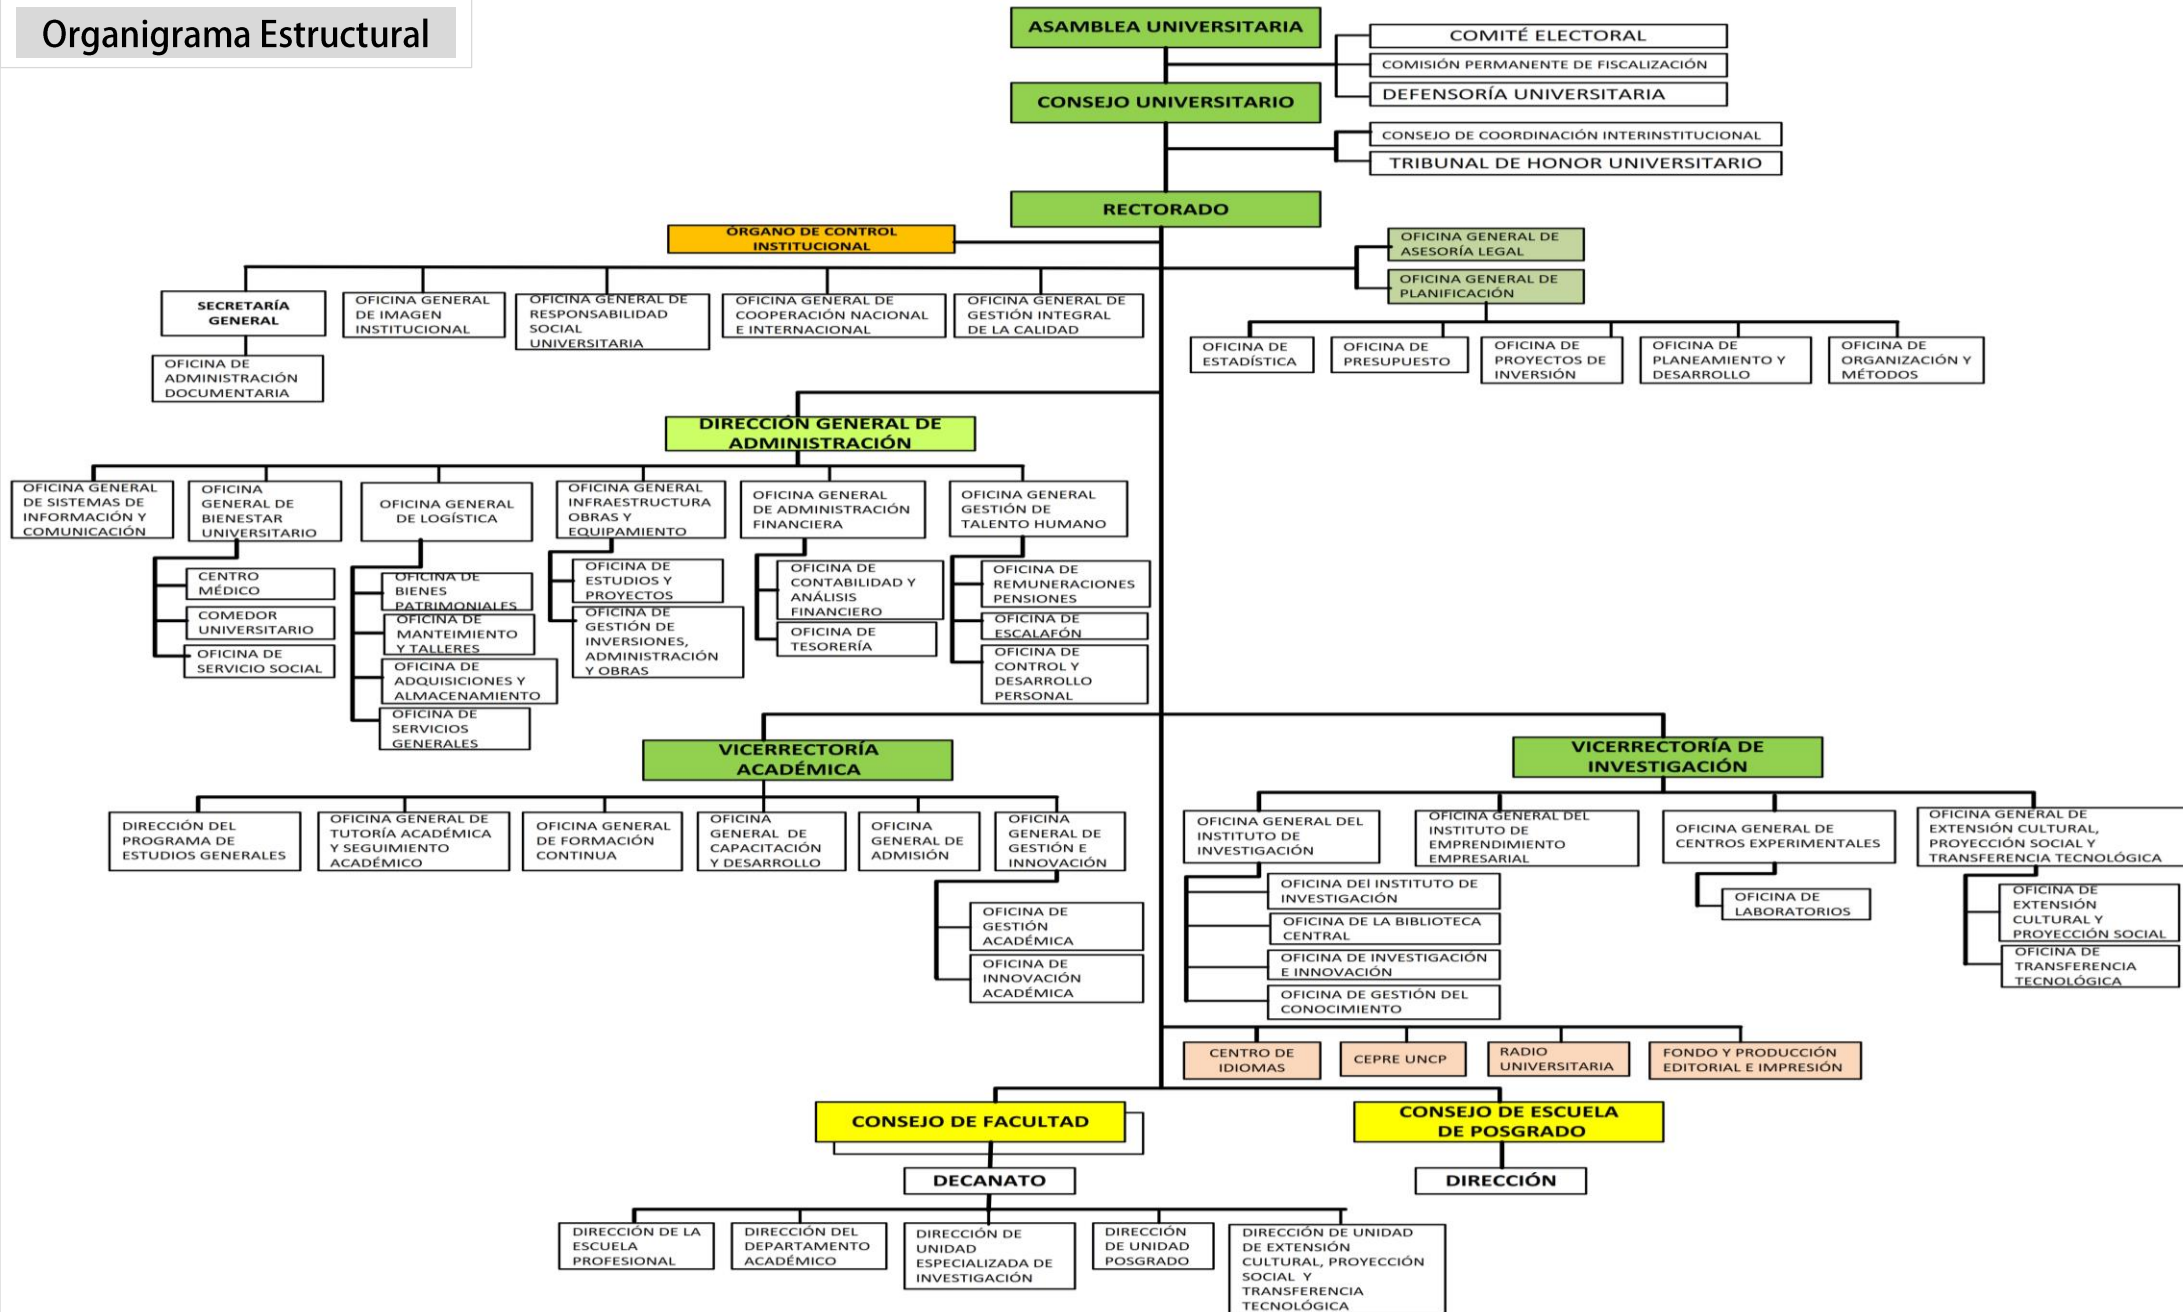 Organigrama Estructural
ASAMBLEA UNIVERSITARIA
COMITÉ ELECTORAL
COMISIÓN PERMANENTE DE FISCALIZACIÓN
DEFENSORÍA UNIVERSITARIA
CONSEJO UNIVERSITARIO
CONSEJO DE COORDINACIÓN INTERINSTITUCIONAL
TRIBUNAL DE HONOR UNIVERSITARIO
RECTORADO
ÓRGANO DE CONTROL
INSTITUCIONAL
OFICINA GENERAL DE
ASESORÍA LEGAL
OFICINA GENERAL DE
PLANIFICACIÓN
SECRETARÍA
GENERAL
OFICINA GENERAL
DE IMAGEN
INSTITUCIONAL
OFICINA GENERAL DE
RESPONSABILIDAD
SOCIAL
UNIVERSITARIA
OFICINA GENERAL DE
COOPERACIÓN NACIONAL
E INTERNACIONAL
OFICINA GENERAL DE
GESTIÓN INTEGRAL
DE LA CALIDAD
OFICINA DE
ADMINISTRACIÓN
DOCUMENTARIA
OFICINA DE
ESTADÍSTICA
OFICINA DE
PRESUPUESTO
OFICINA DE
PROYECTOS DE
INVERSIÓN
OFICINA DE
PLANEAMIENTO Y
DESARROLLO
OFICINA DE
ORGANIZACIÓN Y
MÉTODOS
DIRECCIÓN GENERAL DE
ADMINISTRACIÓN
OFICINA GENERAL
DE SISTEMAS DE
INFORMACIÓN Y
COMUNICACIÓN
OFICINA
GENERAL DE
BIENESTAR
UNIVERSITARIO
OFICINA GENERAL
DE LOGÍSTICA
OFICINA GENERAL
INFRAESTRUCTURA
OBRAS Y
EQUIPAMIENTO
OFICINA GENERAL
DE ADMINISTRACIÓN
FINANCIERA
OFICINA GENERAL
GESTIÓN DE
TALENTO HUMANO
CENTRO
MÉDICO
COMEDOR
UNIVERSITARIO
OFICINA DE
SERVICIO SOCIAL
OFICINA DE
BIENES
PATRIMONIALES
OFICINA DE
MANTEIMIENTO
Y TALLERES
OFICINA DE
ADQUISICIONES Y
ALMACENAMIENTO
OFICINA DE
SERVICIOS
GENERALES
OFICINA DE
ESTUDIOS Y
PROYECTOS
OFICINA DE
GESTIÓN DE
INVERSIONES,
ADMINISTRACIÓN
Y OBRAS
OFICINA DE
CONTABILIDAD Y
ANÁLISIS
FINANCIERO
OFICINA DE
TESORERÍA
OFICINA DE
REMUNERACIONES
PENSIONES
OFICINA DE
ESCALAFÓN
OFICINA DE
CONTROL Y
DESARROLLO
PERSONAL
VICERRECTORÍA
ACADÉMICA
VICERRECTORÍA DE
INVESTIGACIÓN
DIRECCIÓN DEL
PROGRAMA DE
ESTUDIOS GENERALES
OFICINA GENERAL DE
TUTORÍA ACADÉMICA
Y SEGUIMIENTO
ACADÉMICO
OFICINA GENERAL
DE FORMACIÓN
CONTINUA
OFICINA
GENERAL DE
CAPACITACIÓN
Y DESARROLLO
OFICINA
GENERAL DE
ADMISIÓN
OFICINA
GENERAL DE
GESTIÓN E
INNOVACIÓN
OFICINA DE
GESTIÓN
ACADÉMICA
OFICINA DE
INNOVACIÓN
ACADÉMICA
OFICINA GENERAL DEL
INSTITUTO DE
INVESTIGACIÓN
OFICINA GENERAL DEL
INSTITUTO DE
EMPRENDIMIENTO
EMPRESARIAL
OFICINA GENERAL DE
CENTROS EXPERIMENTALES
OFICINA GENERAL DE
EXTENSIÓN CULTURAL,
PROYECCIÓN SOCIAL Y
TRANSFERENCIA TECNOLÓGICA
OFICINA DEl INSTITUTO DE
INVESTIGACIÓN
OFICINA DE LA BIBLIOTECA
CENTRAL
OFICINA DE INVESTIGACIÓN
E INNOVACIÓN
OFICINA DE GESTIÓN DEL
CONOCIMIENTO
OFICINA DE
LABORATORIOS
OFICINA DE
EXTENSIÓN
CULTURAL Y
PROYECCIÓN SOCIAL
OFICINA DE
TRANSFERENCIA
TECNOLÓGICA
CENTRO DE
IDIOMAS
CEPRE UNCP
RADIO
UNIVERSITARIA
FONDO Y PRODUCCIÓN
EDITORIAL E IMPRESIÓN
CONSEJO DE FACULTAD
CONSEJO DE ESCUELA
DE POSGRADO
DECANATO
DIRECCIÓN
DIRECCIÓN DE LA
ESCUELA
PROFESIONAL
DIRECCIÓN DEL
DEPARTAMENTO
ACADÉMICO
DIRECCIÓN DE
UNIDAD
ESPECIALIZADA DE
INVESTIGACIÓN
DIRECCIÓN
DE UNIDAD
POSGRADO
DIRECCIÓN DE UNIDAD
DE EXTENSIÓN
CULTURAL, PROYECCIÓN
SOCIAL Y
TRANSFERENCIA
TECNOLÓGICA